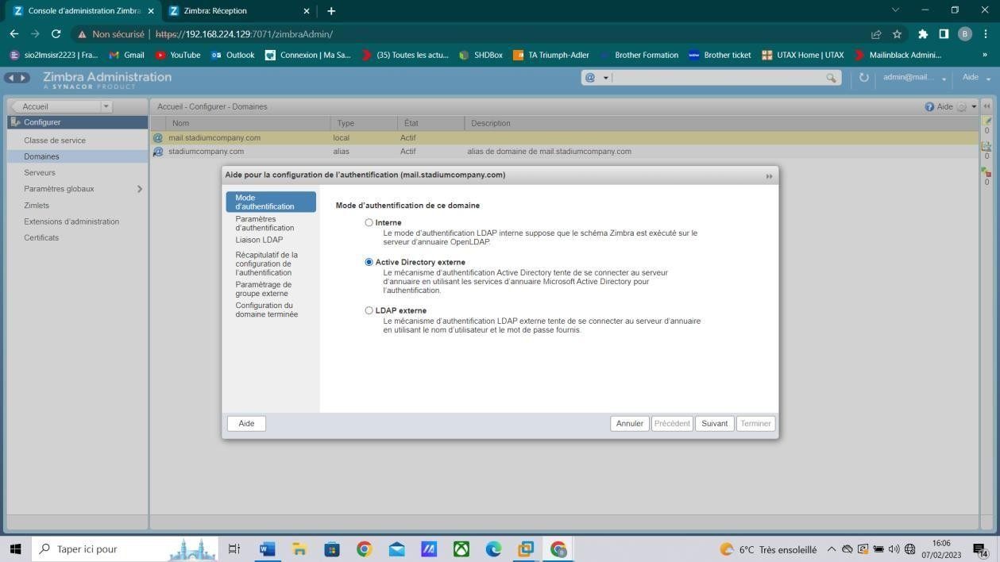 Console d'administration Zimbra
Zimbra: Réception
Non sécurisé
https://192.168.224.129:7071/zimbraAdmin/
B
sio2lmsisr2223 | Fra...
Gmail
YouTube
Outlook
Connexion | Ma Sa...
(35) Toutes les actu...
SHDBox
TA Triumph-Adler
Brother Formation
Brother ticket
UTAX Home | UTAX
Mailinblack Admini...
»
Zimbra Administration
A SYNACOR PRODUCT
@
admin@mail...
Aide
Accueil
Accueil - Configurer - Domaines
Aide
Configurer
Classe de service
Domaines
Serveurs
Paramètres globaux
Zimlets
Extensions d'administration
Certificats
Nom
Type
État
Description
mail.stadiumcompany.com
local
Actif
stadiumcompany.com
alias
Actif
alias de domaine de mail.stadiumcompany.com
0
0
0
Aide pour la configuration de l'authentification (mail.stadiumcompany.com)
Mode
d'authentification
Paramètres
d'authentification
Liaison LDAP
Récapitulatif de la
configuration de
l'authentification
Paramétrage de
groupe externe
Configuration du
domaine terminée
Mode d'authentification de ce domaine
Interne
Le mode d'authentification LDAP interne suppose que le schéma Zimbra est exécuté sur le
serveur d'annuaire OpenLDAP.
Active Directory externe
Le mécanisme d'authentification Active Directory tente de se connecter au serveur
d'annuaire en utilisant les services d'annuaire Microsoft Active Directory pour
l'authentification.
LDAP externe
Le mécanisme d'authentification LDAP externe tente de se connecter au serveur d'annuaire
en utilisant le nom d'utilisateur et le mot de passe fournis.
Aide
Annuler
Précédent
Suivant
Terminer
Taper ici pour
6°C Très ensoleillé
16:06
07/02/2023
14